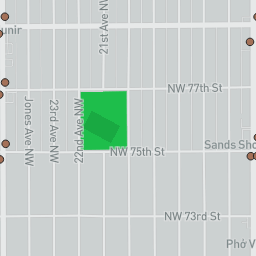 21st Ave NW
unir
NW 77th St
Jones Ave NW
23rd Ave NW
22nd Ave NW
Sands Sho
NW 75th St
NW 73rd St
Phở V